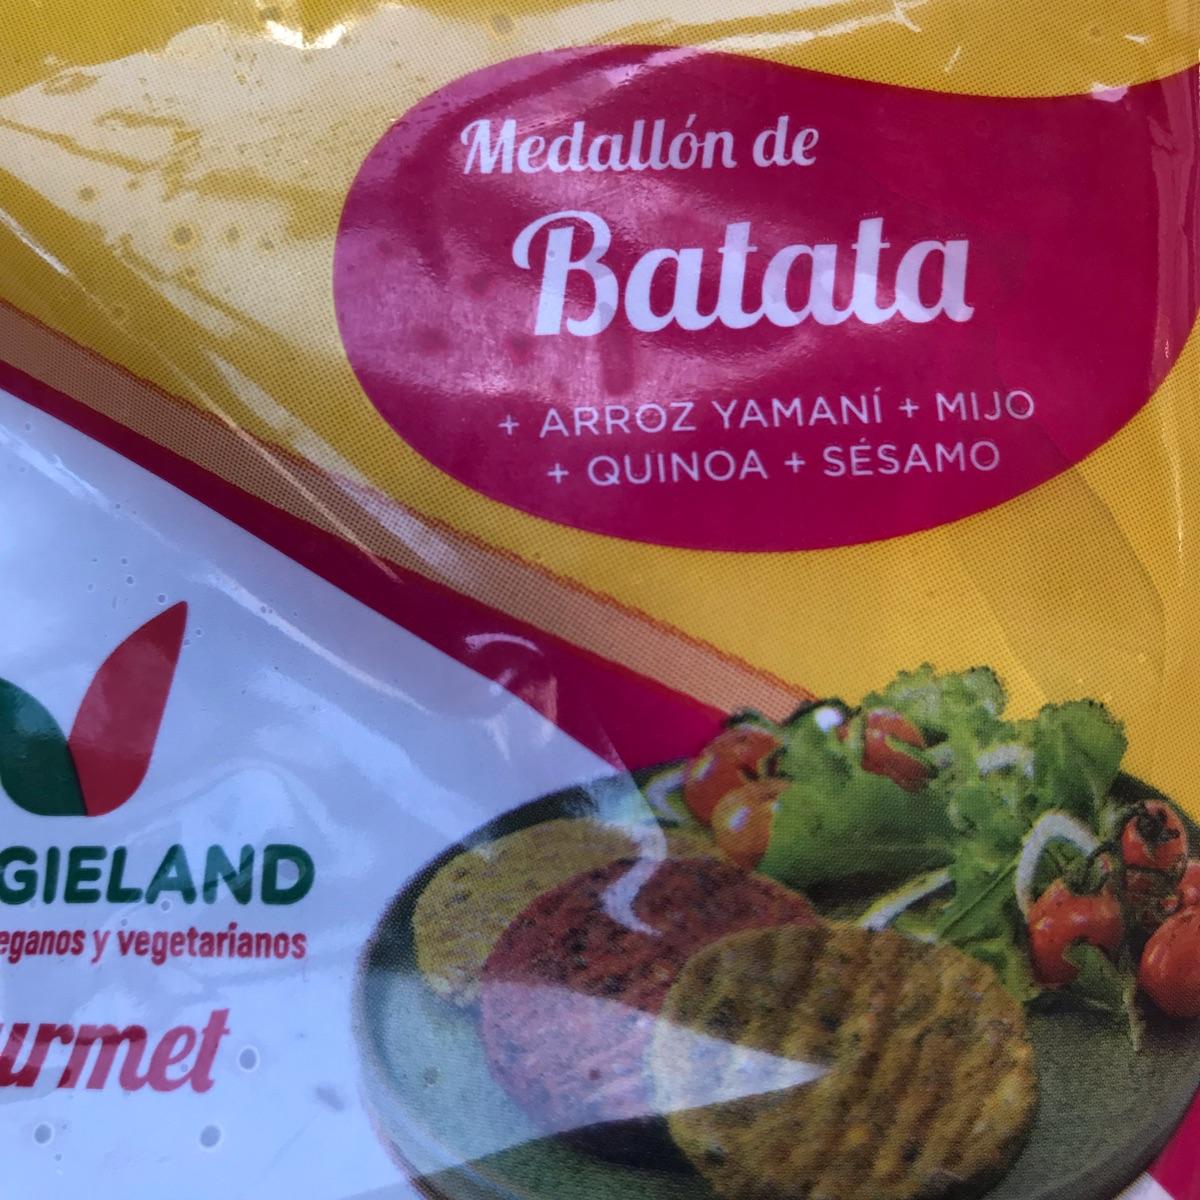 Medallón de
Batata
+ ARROZ YAMANÍ + MIJO
+ QUINOA + SÉSAMO
GIELAND
eganos y vegetarianos
urmet